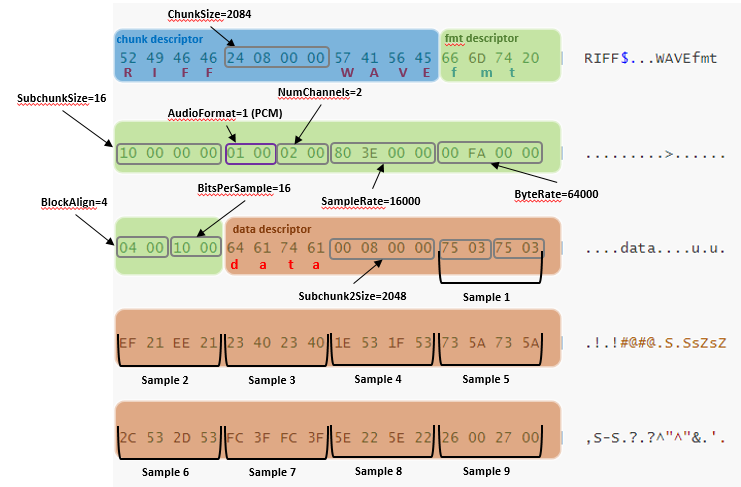 ChunkSize=2084
chunk descriptor
fmt descriptor
52 49 46 46 24 08 00 00 57 41 56 45 66 6D 74 20 RIFF$...WAVEfmt
R I F F W A V E f m t
SubchunkSize=16
AudioFormat=1 (PCM)
NumChannels=2
10 00 00 00 01 00 02 00 80 3E 00 00 00 FA 00 00 .........>......
BlockAlign=4
BitsPerSample=16
SampleRate=16000
ByteRate=64000
data descriptor
04 00 10 00 64 61 74 61 00 08 00 00 75 03 75 03 ....data....u.u.
d a t a
Subchunk2Size=2048
Sample 1
EF 21 EE 21 23 40 23 40 1E 53 1F 53 73 5A 73 5A .!.!#@#@.S.SsZsZ
Sample 2 Sample 3 Sample 4 Sample 5
2C 53 2D 53 FC 3F FC 3F 5E 22 5E 22 26 00 27 00 ,S-S.?.?^"^"&.'.
Sample 6 Sample 7 Sample 8 Sample 9